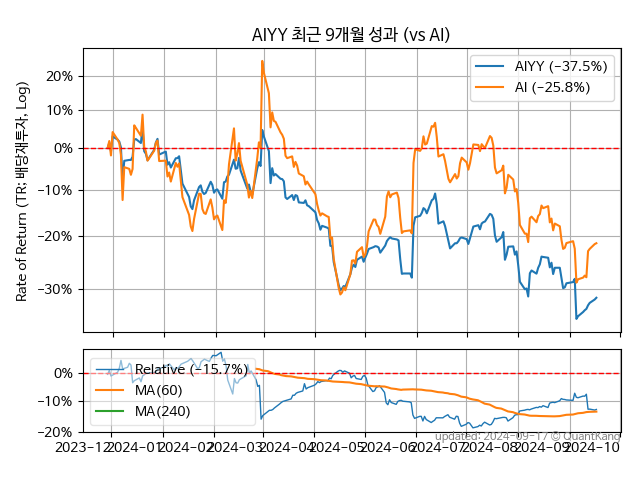 AIYY 최근 9개월 성과 (vs AI)
Rate of Return (TR: 배당재투자, Log)
20%
10%
0%
−10%
−20%
−30%
AIYY (−37.5%)
AI (−25.8%)
0%
−10%
−20%
Relative (−15.7%)
MA(60)
MA(240)
2023-12 2024-01 2024-02 2024-03 2024-04 2024-05 2024-06 2024-07 2024-08 2024-09 2024-10
updated: 2024-09-17 © QuantKang